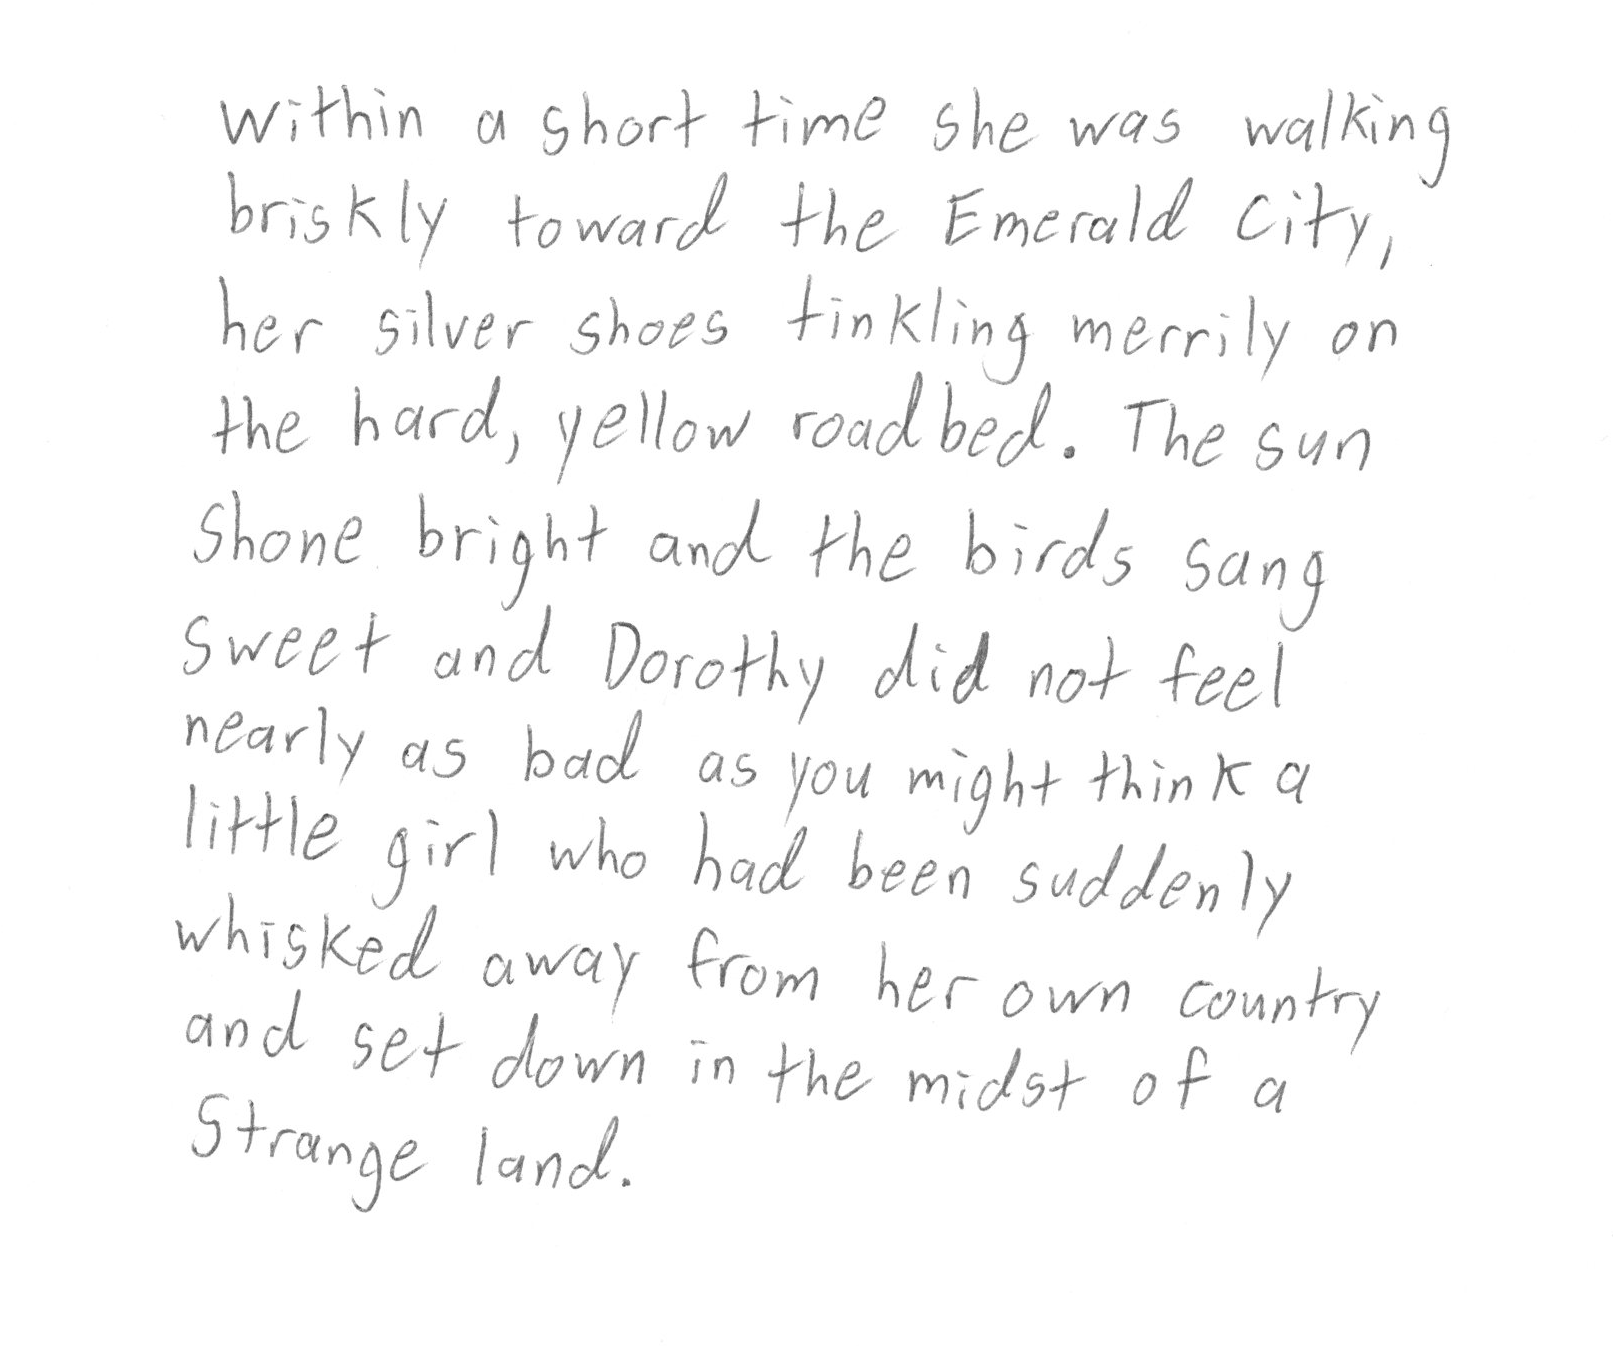 within a short time she was walking
briskly toward the Emerald City,
her silver shoes tinkling merrily on
the hard, yellow roadbed. The sun
shone bright and the birds sang
sweet and Dorothy did not feel
nearly as bad as you might think a
little girl who had been suddenly
whisked away from her own country
and set down in the midst of a
strange land.